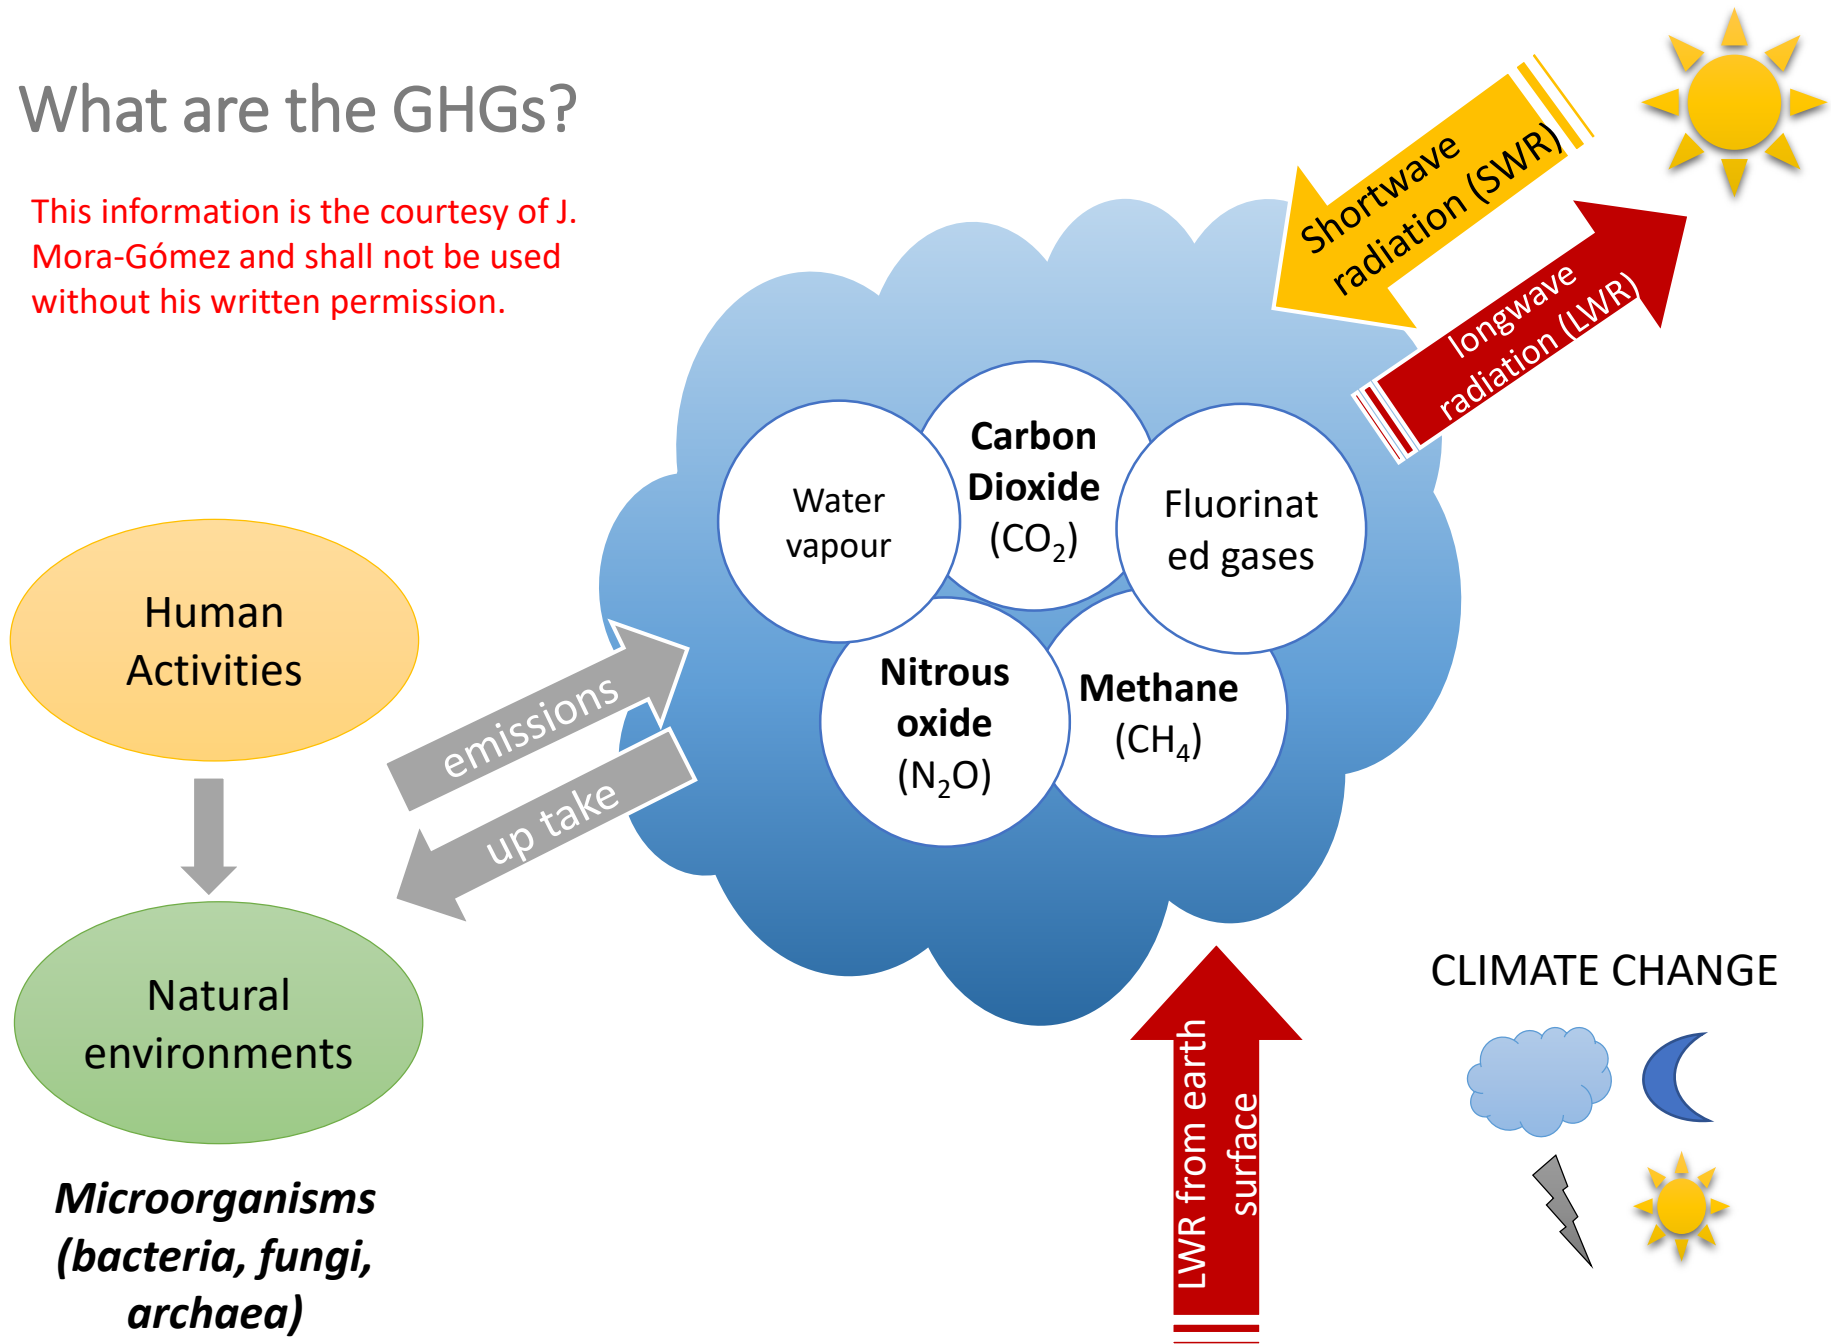 What are the GHGs?
This information is the courtesy of J.
Mora-Gómez and shall not be used
without his written permission.
Shortwave
radiation (SWR)
longwave
radiation (LWR)
Carbon
Dioxide
(CO₂)
Water
vapour
Fluorinat
ed gases
Nitrous
oxide
(N₂O)
Methane
(CH₄)
Human
Activities
emissions
up take
Natural
environments
Microorganisms
(bacteria, fungi,
archaea)
LWR from earth
surface
CLIMATE CHANGE